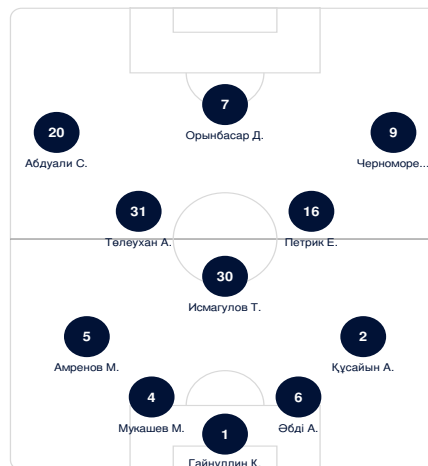 7
Орынбасар Д.
20
Абдуали С.
9
Черноморе...
31
Төлеухан А.
16
Петрик Е.
30
Исмагулов Т.
5
Амренов М.
2
Құсайын А.
4
Мукашев М.
6
Әбді А.
1
Гайнуллин К